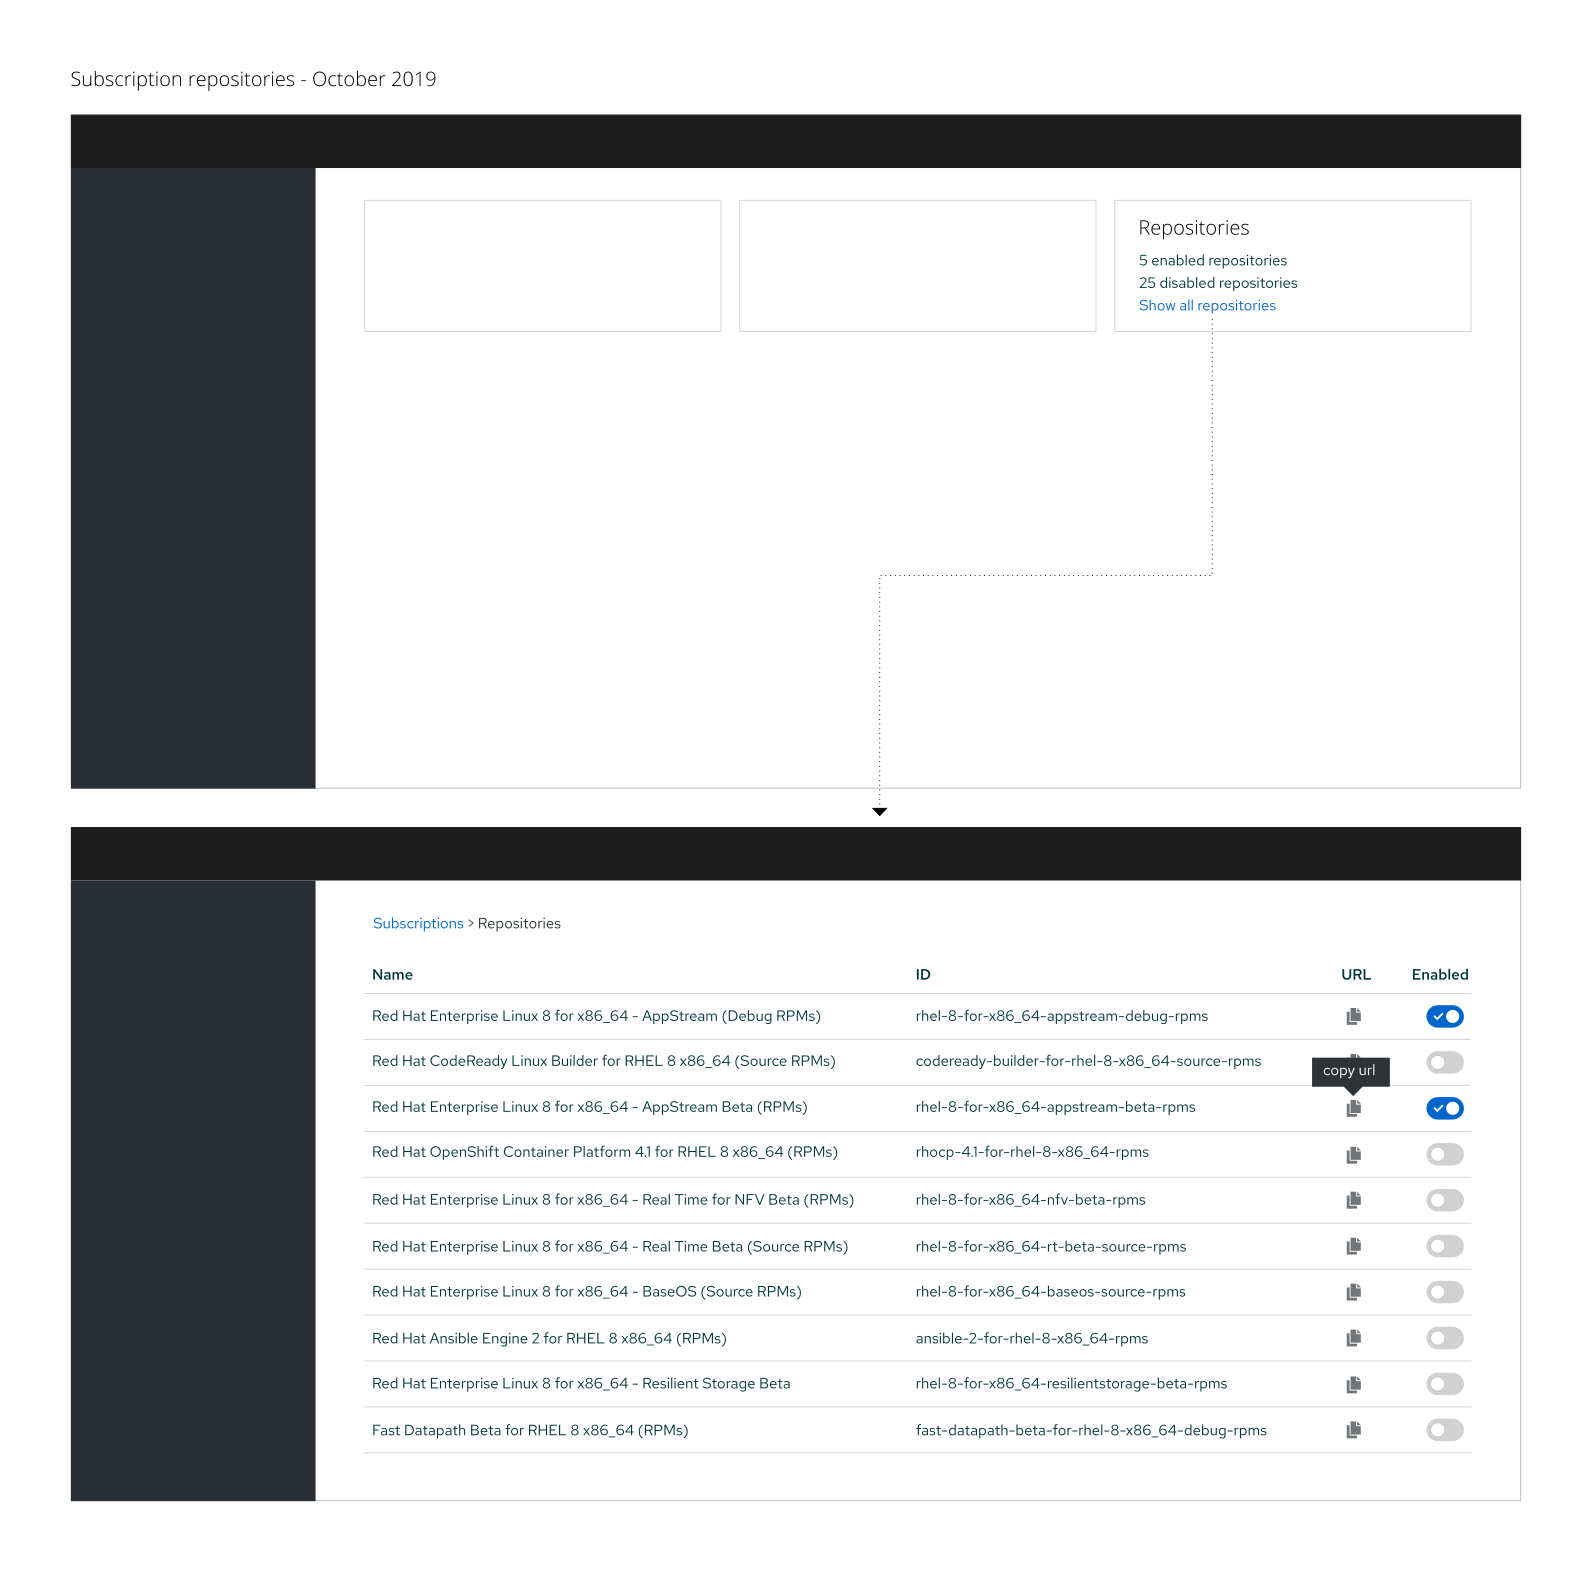 Subscription repositories - October 2019
Repositories
5 enabled repositories
25 disabled repositories
Show all repositories
Subscriptions > Repositories
Name ID URL Enabled
Red Hat Enterprise Linux 8 for x86_64 - AppStream (Debug RPMs) rhel-8-for-x86_64-appstream-debug-rpms
Red Hat CodeReady Linux Builder for RHEL 8 x86_64 (Source RPMs) codeready-builder-for-rhel-8-x86_64-source-rpms
copy url
Red Hat Enterprise Linux 8 for x86_64 - AppStream Beta (RPMs) rhel-8-for-x86_64-appstream-beta-rpms
Red Hat OpenShift Container Platform 4.1 for RHEL 8 x86_64 (RPMs) rhocp-4.1-for-rhel-8-x86_64-rpms
Red Hat Enterprise Linux 8 for x86_64 - Real Time for NFV Beta (RPMs) rhel-8-for-x86_64-nfv-beta-rpms
Red Hat Enterprise Linux 8 for x86_64 - Real Time Beta (Source RPMs) rhel-8-for-x86_64-rt-beta-source-rpms
Red Hat Enterprise Linux 8 for x86_64 - BaseOS (Source RPMs) rhel-8-for-x86_64-baseos-source-rpms
Red Hat Ansible Engine 2 for RHEL 8 x86_64 (RPMs) ansible-2-for-rhel-8-x86_64-rpms
Red Hat Enterprise Linux 8 for x86_64 - Resilient Storage Beta rhel-8-for-x86_64-resilientstorage-beta-rpms
Fast Datapath Beta for RHEL 8 x86_64 (RPMs) fast-datapath-beta-for-rhel-8-x86_64-debug-rpms